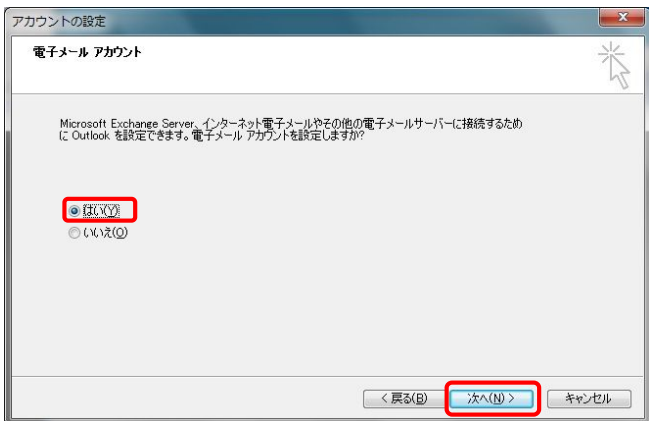 アカウントの設定
電子メール アカウント
Microsoft Exchange Server、インターネット電子メールやその他の電子メールサーバーに接続するため
に Outlook を設定できます。電子メール アカウントを設定しますか?
はい(Y)
いいえ(O)
< 戻る(B) 次へ(N) > キャンセル